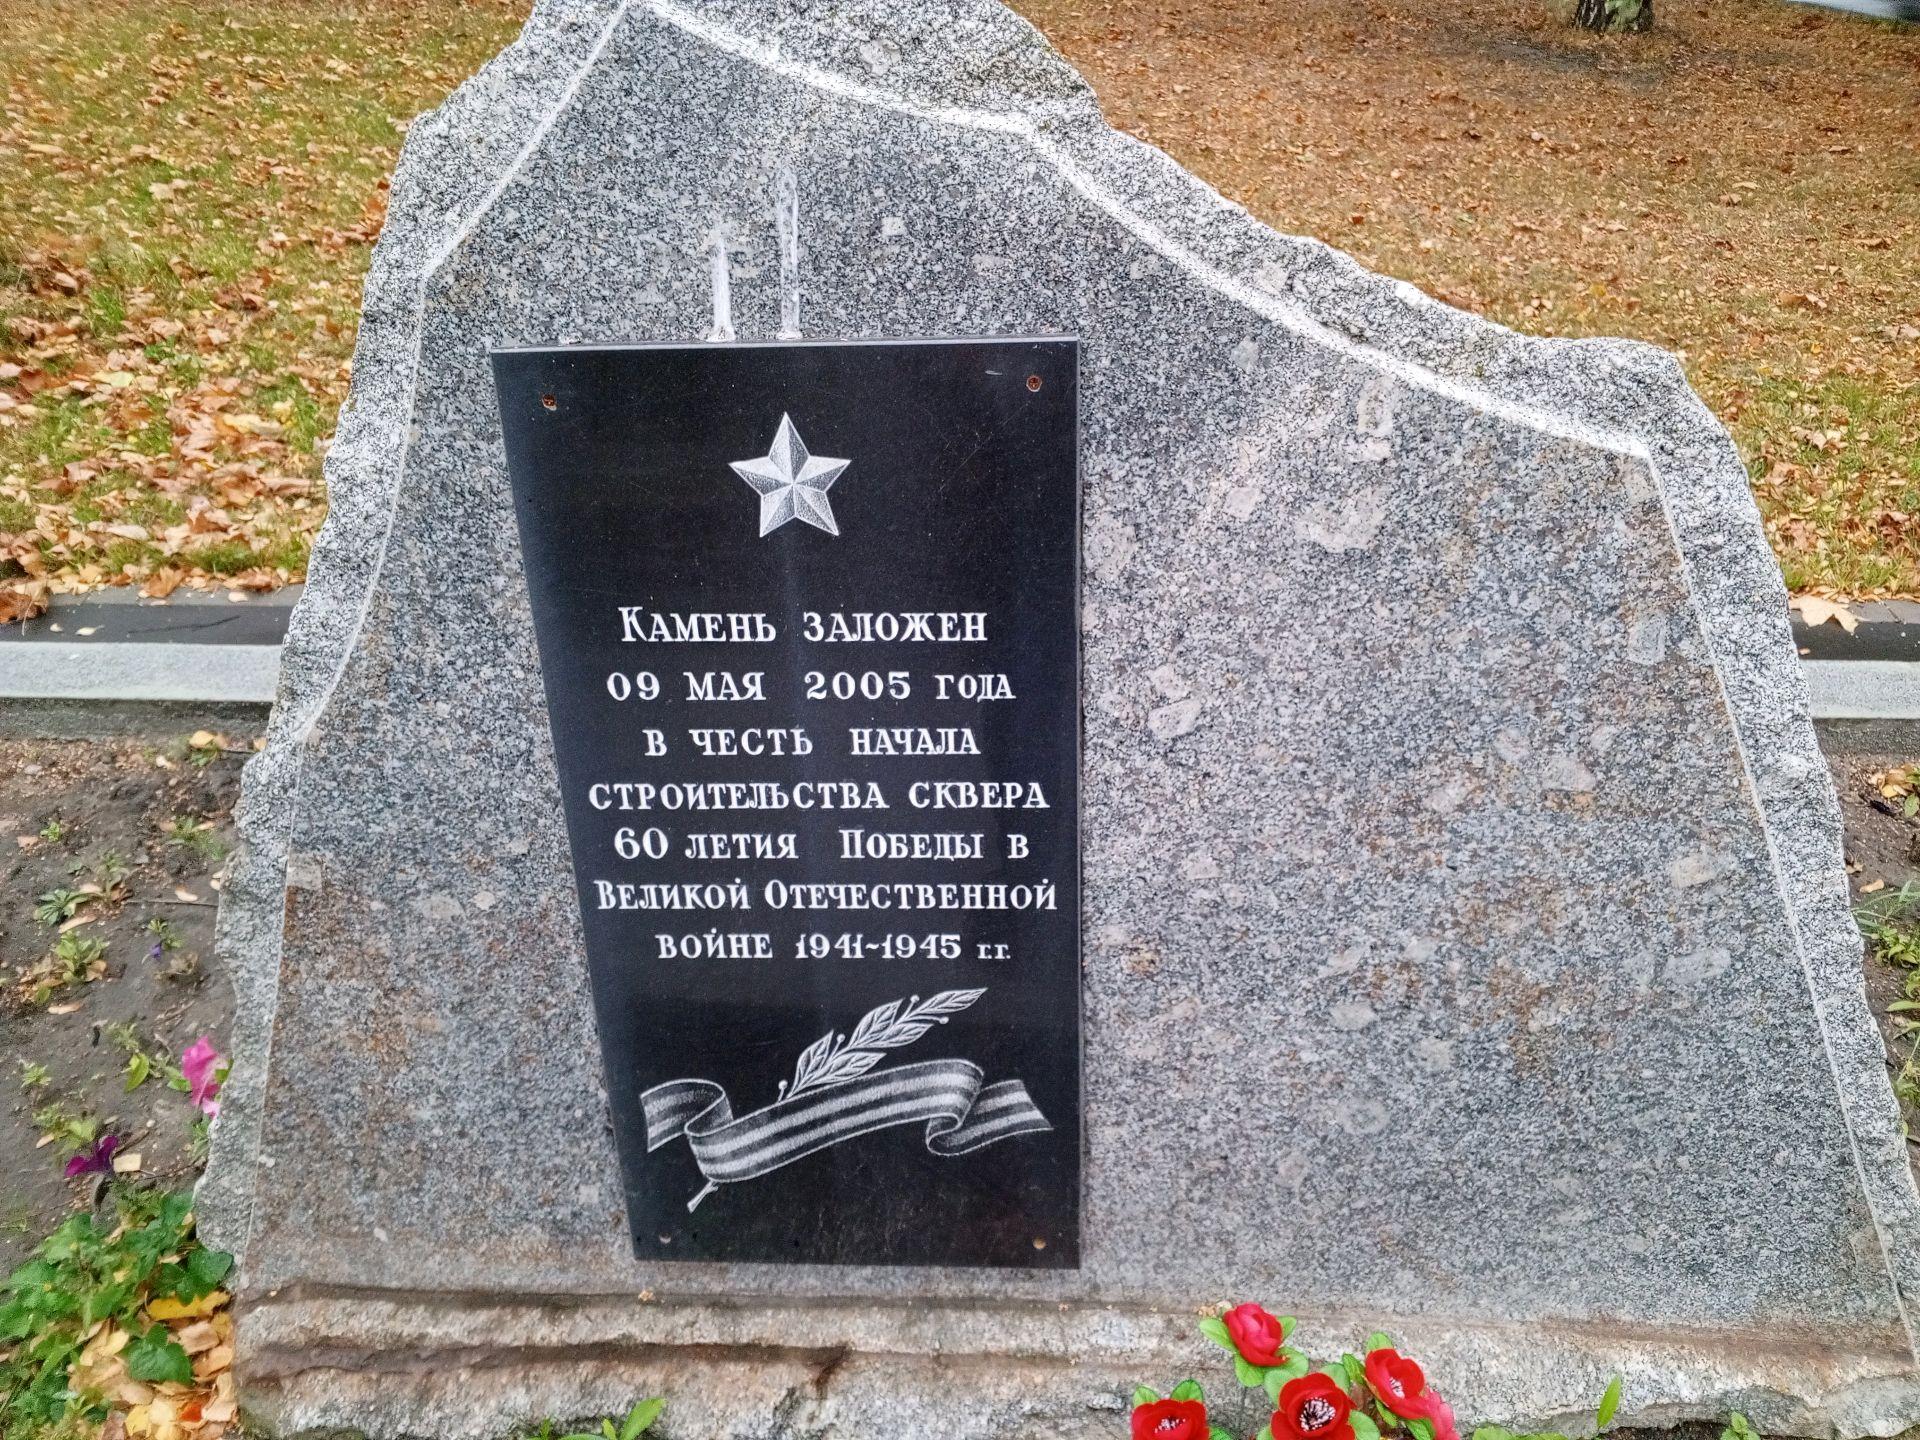 Камень заложен
09 мая 2005 года
в честь начала
строительства сквера
60 летия Победы в
Великой Отечественной
войне 1941~1945 г.г.